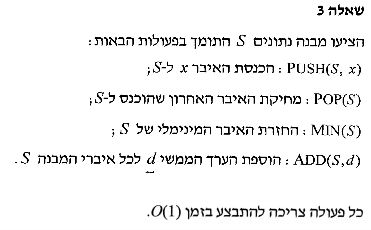 שאלה 3
הציעו מבנה נתונים S התומך בפעולות הבאות:
PUSH(S, x) : הכנסת האיבר x ל-S;
POP(S) : מחיקת האיבר האחרון שהוכנס ל-S;
MIN(S) : החזרת האיבר המינימלי של S ;
ADD(S,d) : הוספת הערך הממשי d לכל איברי המבנה S .
כל פעולה צריכה להתבצע בזמן O(1).